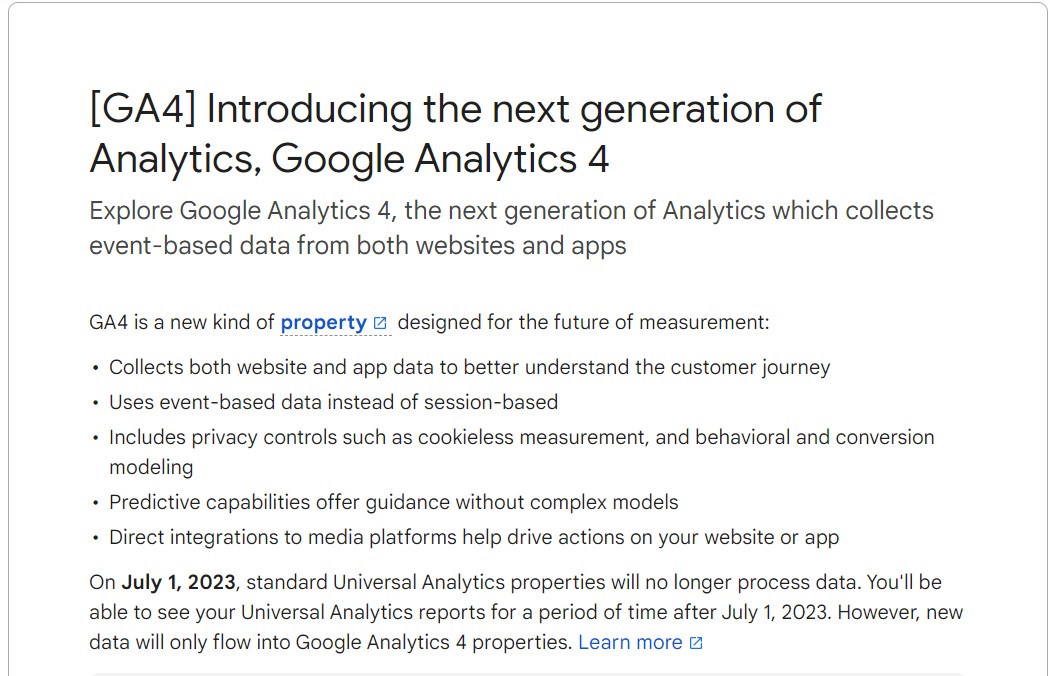 [GA4] Introducing the next generation of
Analytics, Google Analytics 4
Explore Google Analytics 4, the next generation of Analytics which collects
event-based data from both websites and apps
GA4 is a new kind of property designed for the future of measurement:
• Collects both website and app data to better understand the customer journey
• Uses event-based data instead of session-based
• Includes privacy controls such as cookieless measurement, and behavioral and conversion
modeling
• Predictive capabilities offer guidance without complex models
• Direct integrations to media platforms help drive actions on your website or app
On July 1, 2023, standard Universal Analytics properties will no longer process data. You'll be
able to see your Universal Analytics reports for a period of time after July 1, 2023. However, new
data will only flow into Google Analytics 4 properties. Learn more